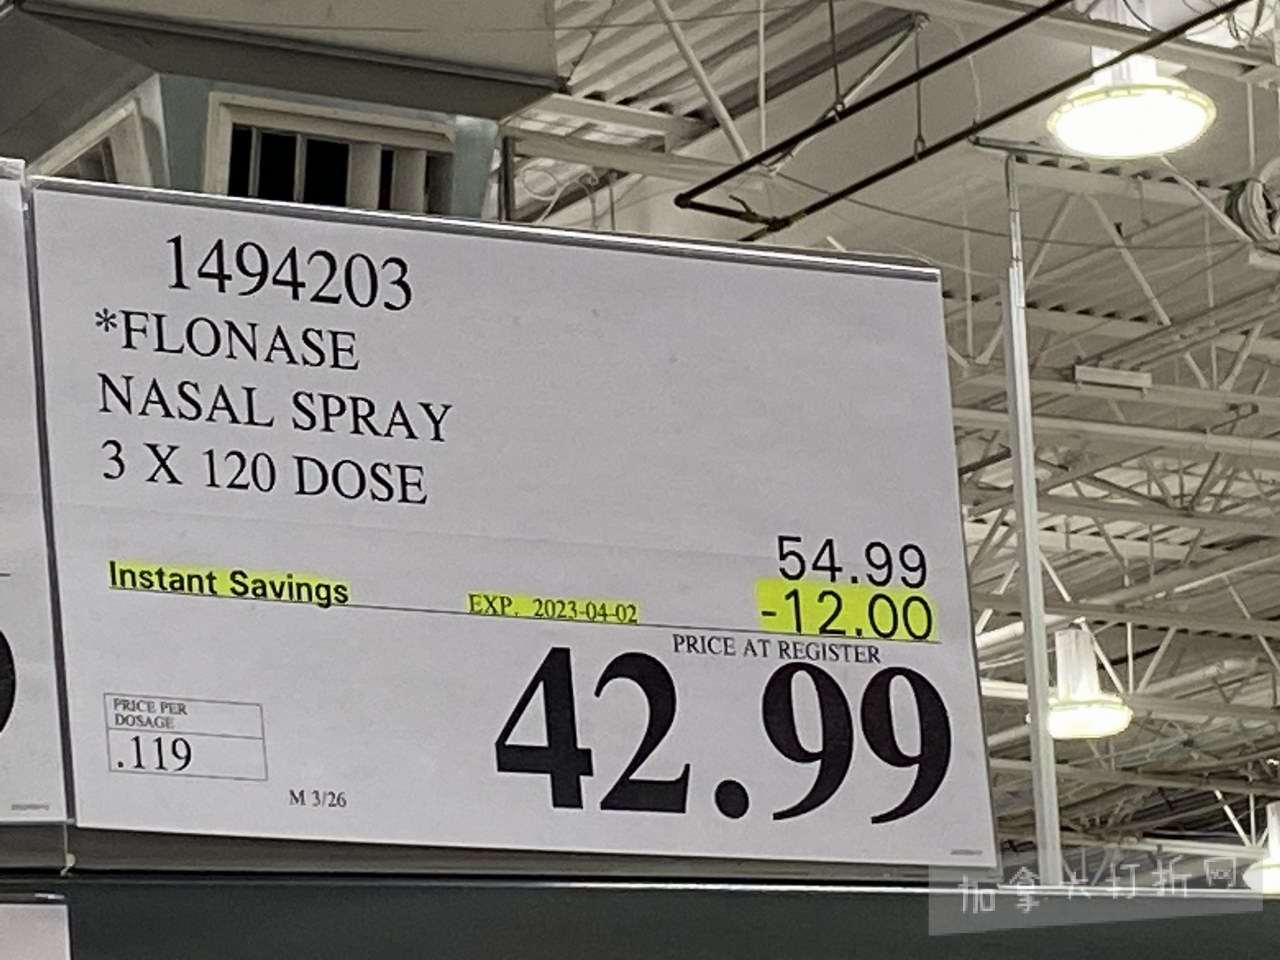 1494203
*FLONASE
NASAL SPRAY
3 X 120 DOSE
54.99
Instant Savings EXP. 2023-04-02 -12.00
PRICE AT REGISTER
42.99
PRICE PER
DOSAGE
.119
M 3/26
加拿大打折网